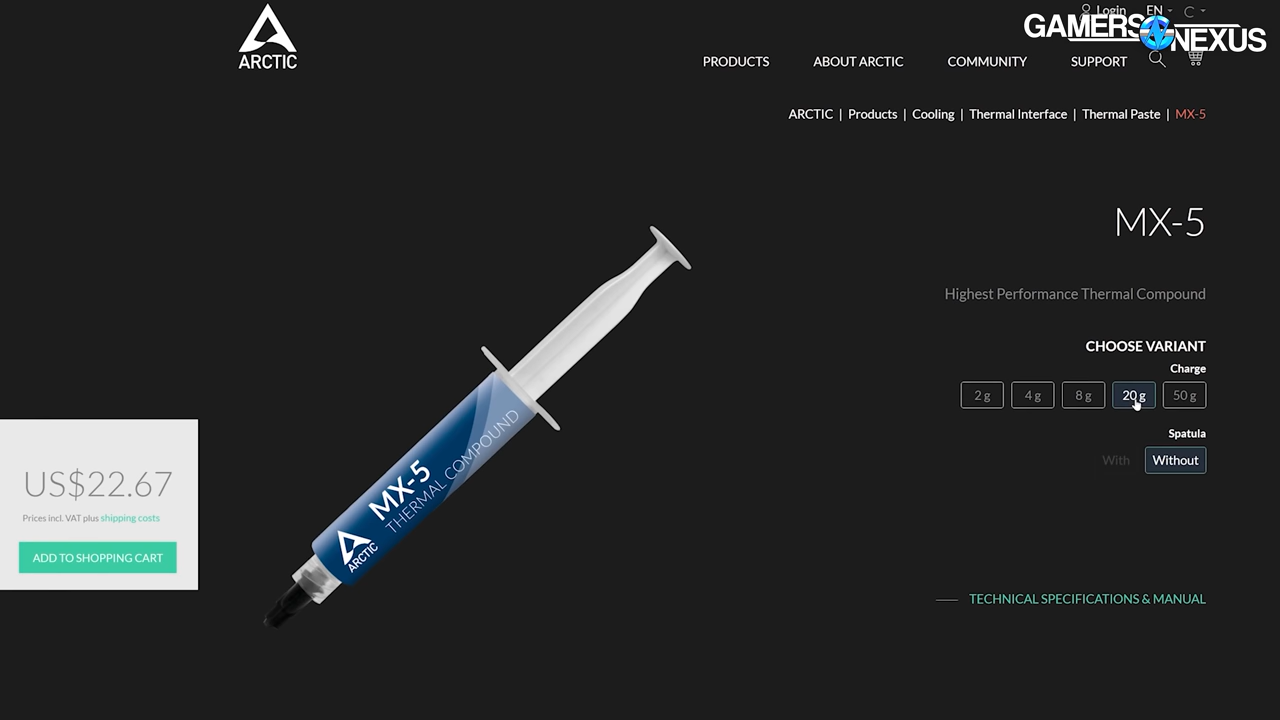 Login EN C
GAMERS NEXUS
ARCTIC
PRODUCTS ABOUT ARCTIC COMMUNITY SUPPORT
ARCTIC | Products | Cooling | Thermal Interface | Thermal Paste | MX-5
MX-5
Highest Performance Thermal Compound
CHOOSE VARIANT
Charge
2 g 4 g 8 g 20 g 50 g
Spatula
With Without
MX-5
THERMAL COMPOUND
ARCTIC
US$22.67
Prices incl. VAT plus shipping costs
ADD TO SHOPPING CART
TECHNICAL SPECIFICATIONS & MANUAL